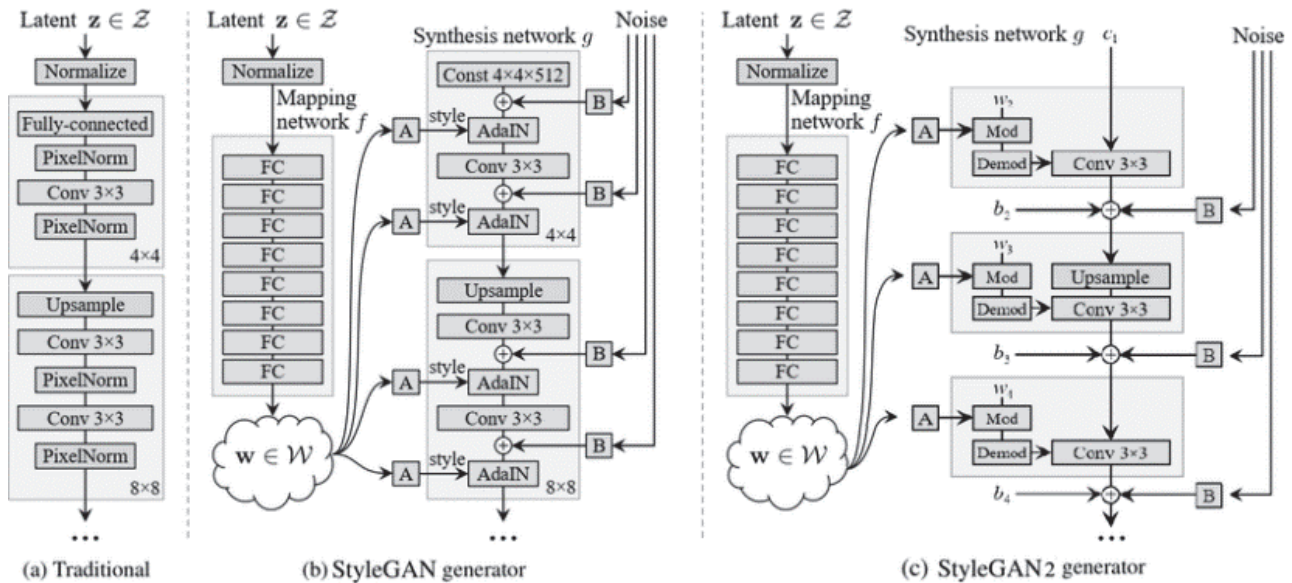 Latent z ∈ Z
Normalize
Fully-connected
PixelNorm
Conv 3×3
PixelNorm
4×4
Upsample
Conv 3×3
PixelNorm
Conv 3×3
PixelNorm
8×8
...
(a) Traditional
Latent z ∈ Z
Normalize
Mapping
network f
FC
FC
FC
FC
FC
FC
FC
FC
w ∈ W
A
style
A
style
A
style
A
style
Synthesis network g
Noise
Const 4×4×512
B
AdaIN
Conv 3×3
B
AdaIN
4×4
Upsample
Conv 3×3
B
AdaIN
Conv 3×3
B
AdaIN
8×8
...
(b) StyleGAN generator
Latent z ∈ Z
Normalize
Mapping
network f
FC
FC
FC
FC
FC
FC
FC
FC
w ∈ W
Synthesis network g
c₁
Noise
A
w₂
Mod
Demod
Conv 3×3
b₂
B
A
w₃
Mod
Upsample
Demod
Conv 3×3
b₃
B
A
w₄
Mod
Demod
Conv 3×3
b₄
B
...
(c) StyleGAN2 generator